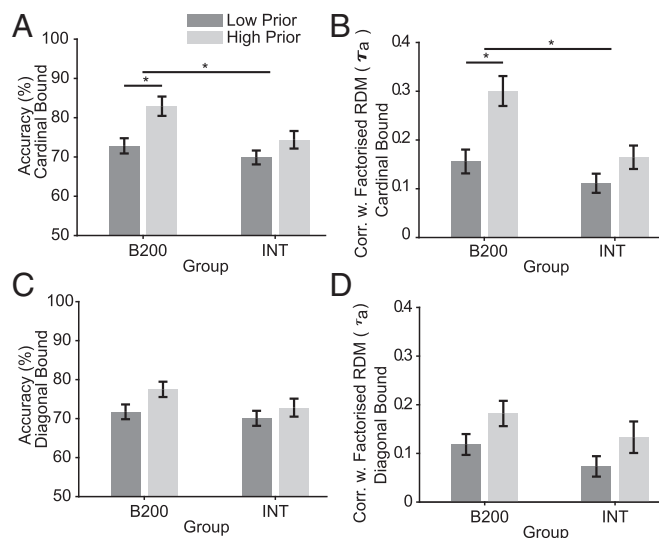 A
Low Prior
High Prior
Accuracy (%)
Cardinal Bound
100
90
80
70
60
50
*
*
B200
INT
Group
B
Corr. w. Factorised RDM ( τa)
Cardinal Bound
0.4
0.3
0.2
0.1
0
*
*
B200
INT
Group
C
Accuracy (%)
Diagonal Bound
100
90
80
70
60
50
B200
INT
Group
D
Corr. w. Factorised RDM ( τa)
Diagonal Bound
0.4
0.3
0.2
0.1
0
B200
INT
Group